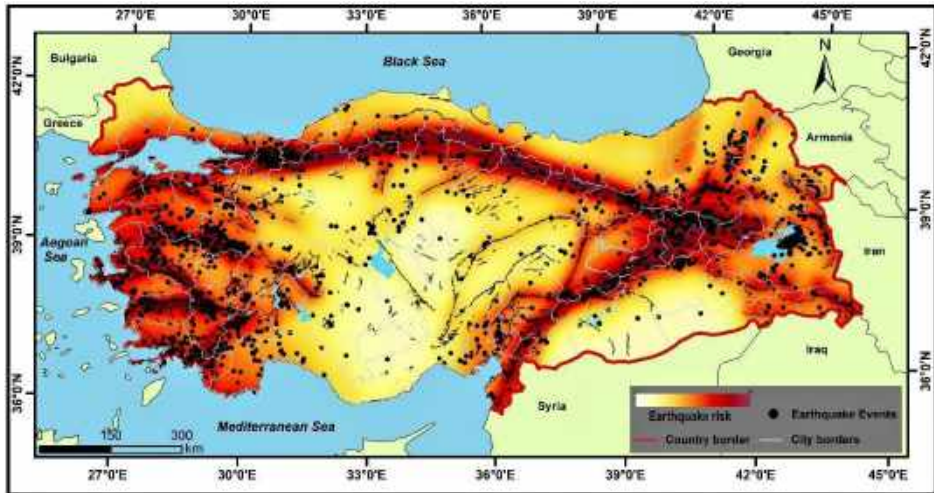 27°0'E 30°0'E 33°0'E 36°0'E 39°0'E 42°0'E 45°0'E
Bulgaria
Georgia
N
Black Sea
42°0'N
42°0'N
Greece
Armenia
39°0'N
39°0'N
Aegean
Sea
Iran
Iraq
36°0'N
36°0'N
Syria
Mediterranean Sea
Earthquake risk
Earthquake Events
Country border
City borders
150 300
km
27°0'E 30°0'E 33°0'E 36°0'E 39°0'E 42°0'E 45°0'E